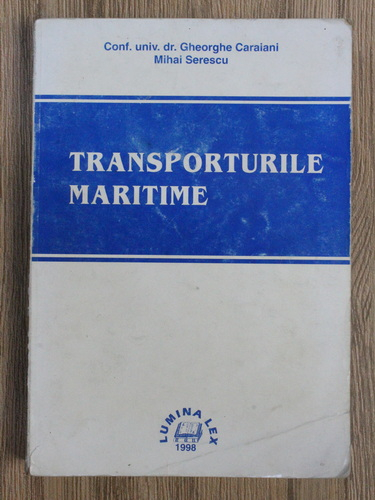 Conf. univ. dr. Gheorghe Caraiani
Mihai Serescu
TRANSPORTURILE
MARITIME
LUMINA LEX
1998